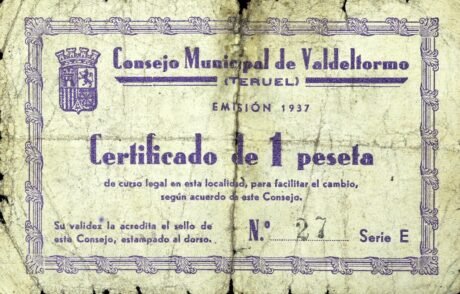 Consejo Municipal de Valdeltormo
(TERUEL)
EMISIÓN 1937
Certificado de 1 peseta
de curso legal en esta localidad, para facilitar el cambio,
según acuerdo de este Consejo.
Su validez la acredita el sello de
este Consejo, estampado al dorso.
N.º 27 Serie E